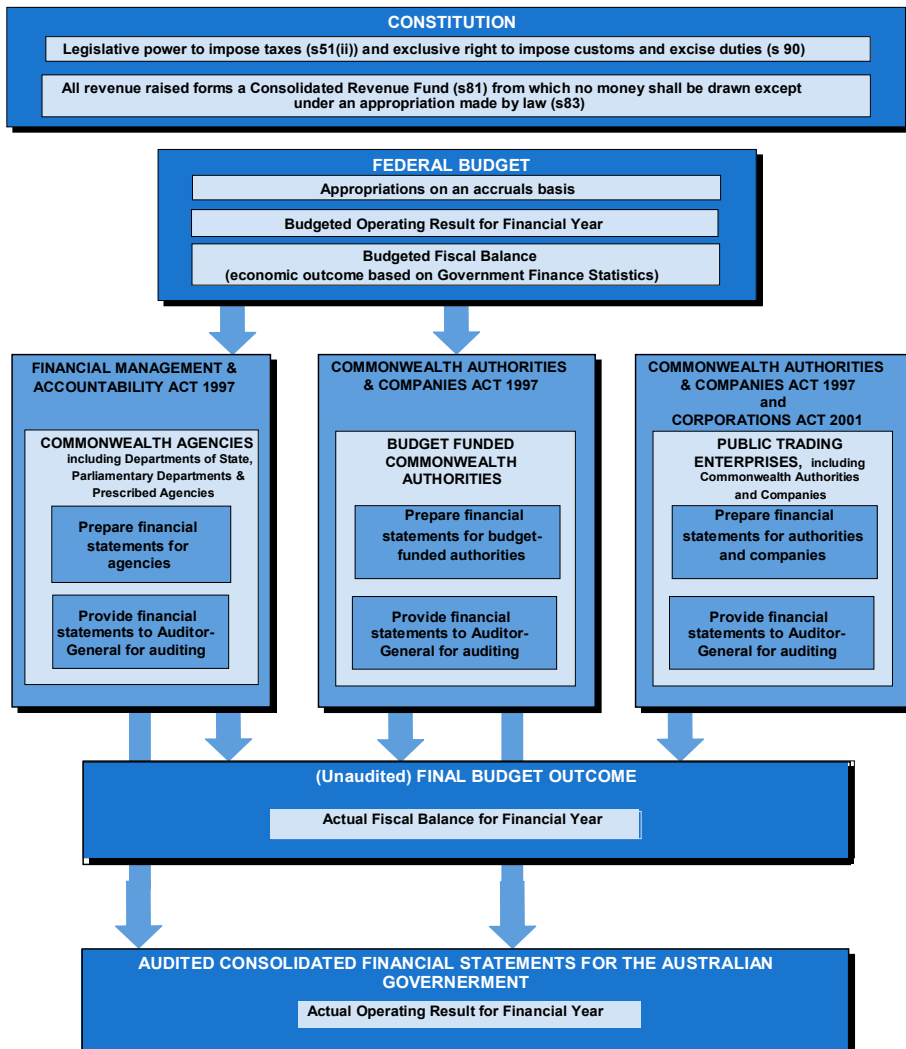 CONSTITUTION
Legislative power to impose taxes (s51(ii)) and exclusive right to impose customs and excise duties (s 90)
All revenue raised forms a Consolidated Revenue Fund (s81) from which no money shall be drawn except
under an appropriation made by law (s83)
FEDERAL BUDGET
Appropriations on an accruals basis
Budgeted Operating Result for Financial Year
Budgeted Fiscal Balance
(economic outcome based on Government Finance Statistics)
FINANCIAL MANAGEMENT &
ACCOUNTABILITY ACT 1997
COMMONWEALTH AGENCIES
including Departments of State,
Parliamentary Departments &
Prescribed Agencies
Prepare financial
statements for
agencies
Provide financial
statements to Auditor-
General for auditing
COMMONWEALTH AUTHORITIES
& COMPANIES ACT 1997
BUDGET FUNDED
COMMONWEALTH
AUTHORITIES
Prepare financial
statements for budget-
funded authorities
Provide financial
statements to Auditor-
General for auditing
COMMONWEALTH AUTHORITIES
& COMPANIES ACT 1997
and
CORPORATIONS ACT 2001
PUBLIC TRADING
ENTERPRISES, including
Commonwealth Authorities
and Companies
Prepare financial
statements for authorities
and companies
Provide financial
statements to Auditor-
General for auditing
(Unaudited) FINAL BUDGET OUTCOME
Actual Fiscal Balance for Financial Year
AUDITED CONSOLIDATED FINANCIAL STATEMENTS FOR THE AUSTRALIAN
GOVERNERMENT
Actual Operating Result for Financial Year